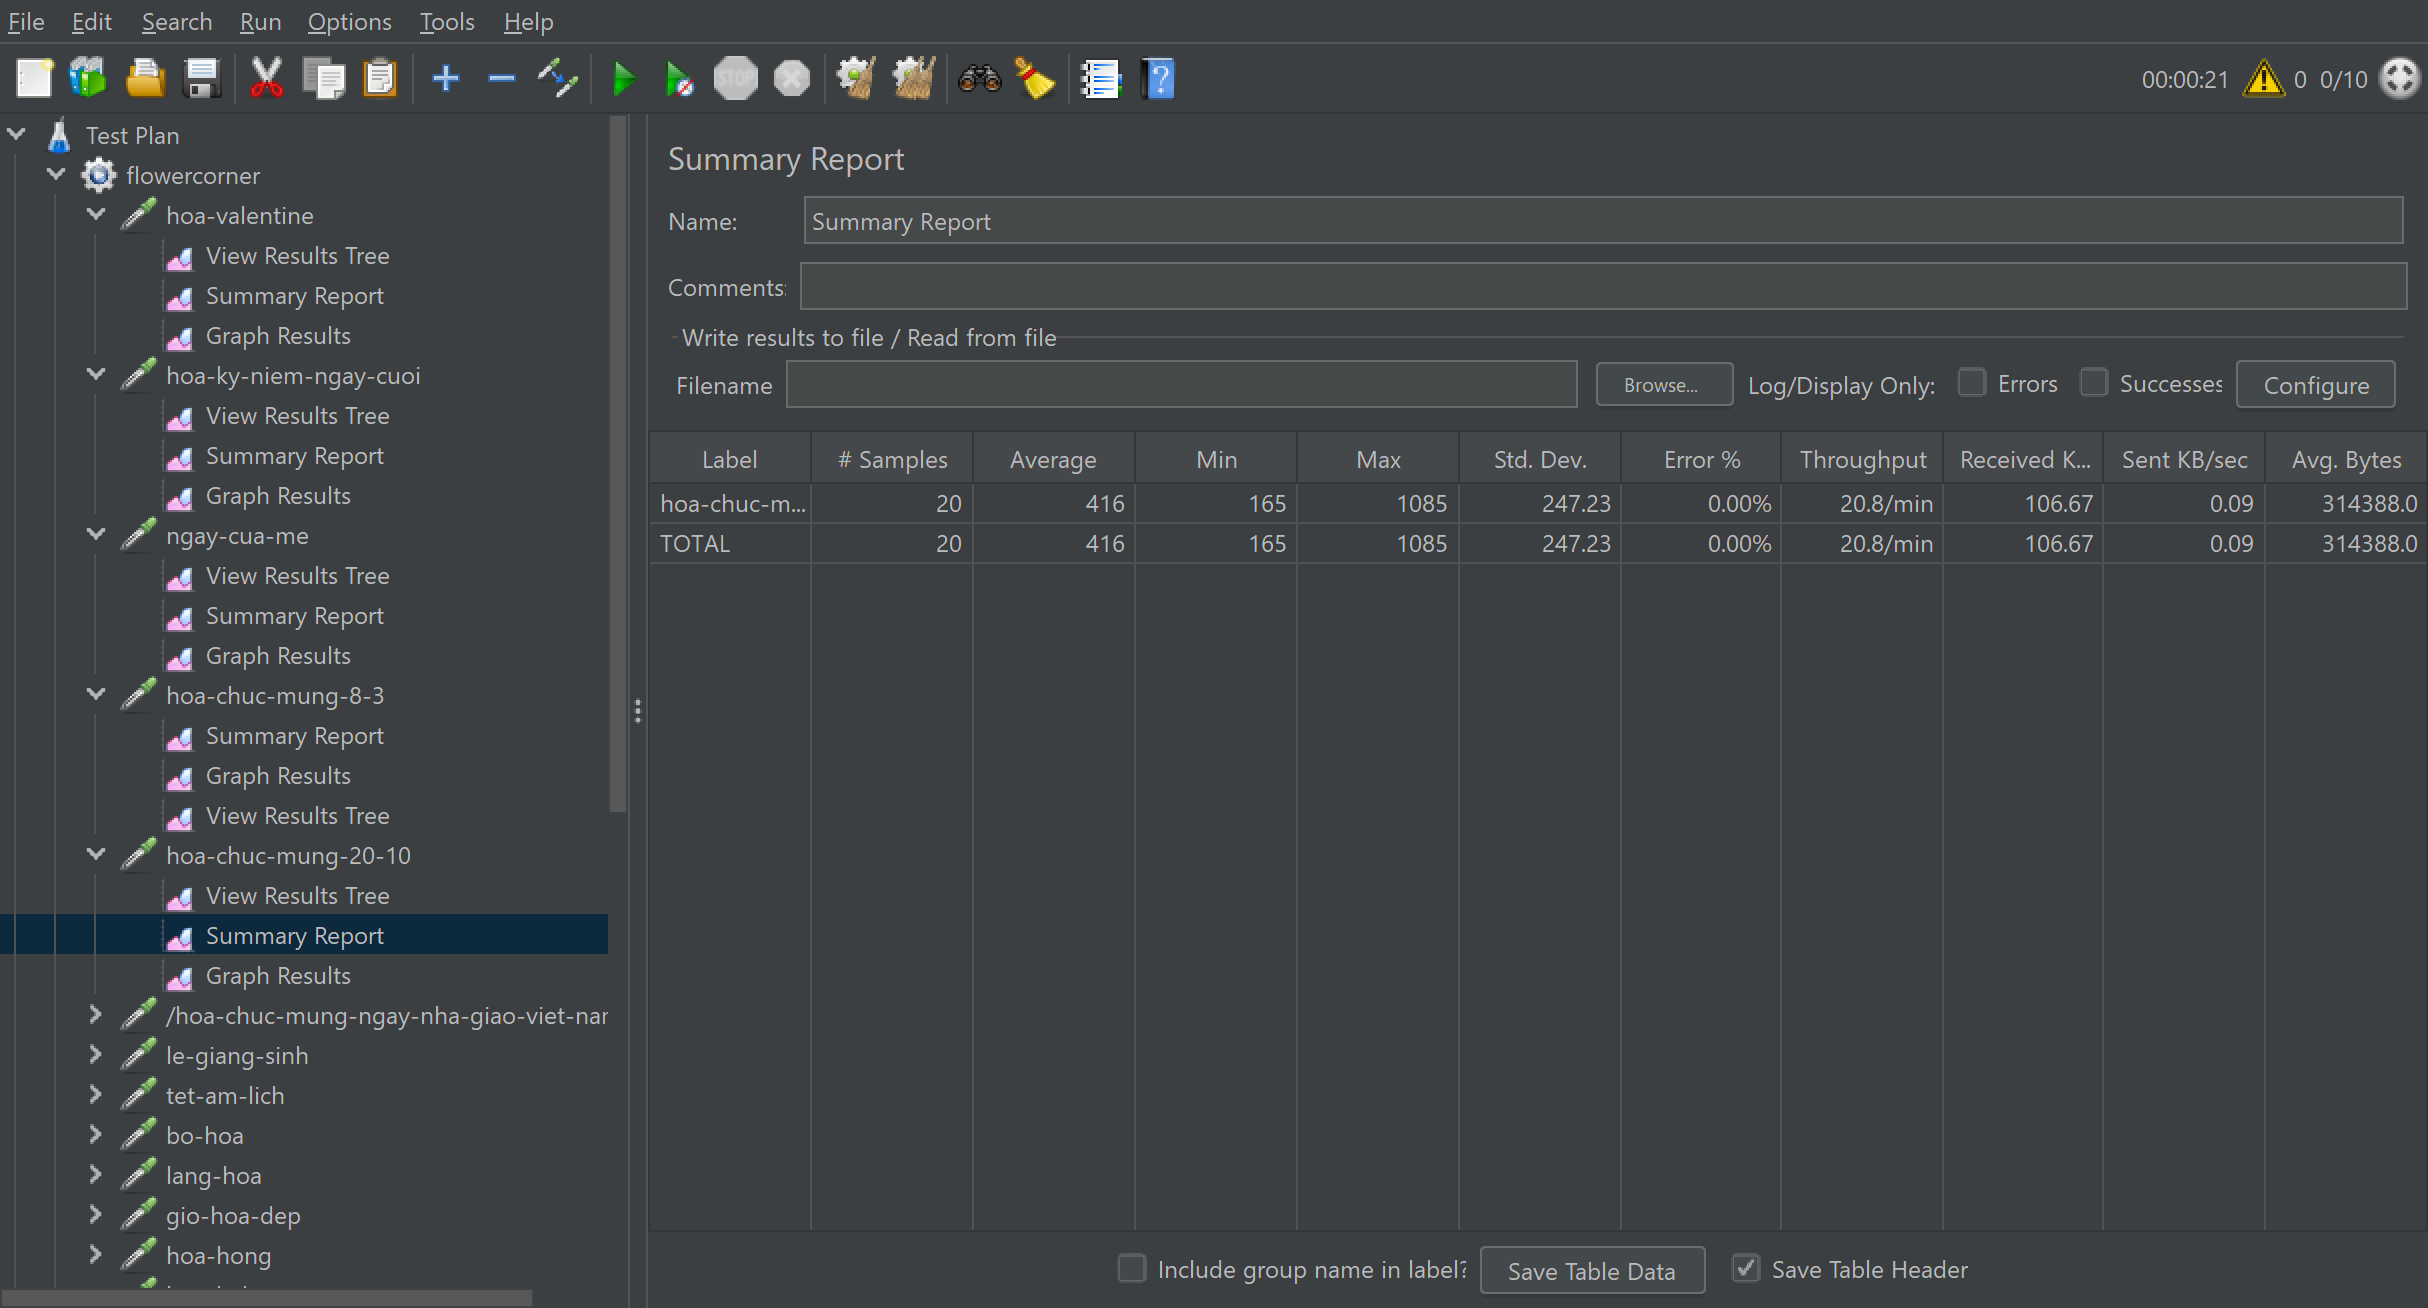 File Edit Search Run Options Tools Help
STOP
00:00:21 0 0/10
Test Plan
flowercorner
hoa-valentine
View Results Tree
Summary Report
Graph Results
hoa-ky-niem-ngay-cuoi
View Results Tree
Summary Report
Graph Results
ngay-cua-me
View Results Tree
Summary Report
Graph Results
hoa-chuc-mung-8-3
Summary Report
Graph Results
View Results Tree
hoa-chuc-mung-20-10
View Results Tree
Summary Report
Graph Results
/hoa-chuc-mung-ngay-nha-giao-viet-nar
le-giang-sinh
tet-am-lich
bo-hoa
lang-hoa
gio-hoa-dep
hoa-hong
Summary Report
Name: Summary Report
Comments:
Write results to file / Read from file
Filename Browse... Log/Display Only: Errors Successes Configure
Label # Samples Average Min Max Std. Dev. Error % Throughput Received K... Sent KB/sec Avg. Bytes
hoa-chuc-m... 20 416 165 1085 247.23 0.00% 20.8/min 106.67 0.09 314388.0
TOTAL 20 416 165 1085 247.23 0.00% 20.8/min 106.67 0.09 314388.0
Include group name in label? Save Table Data Save Table Header